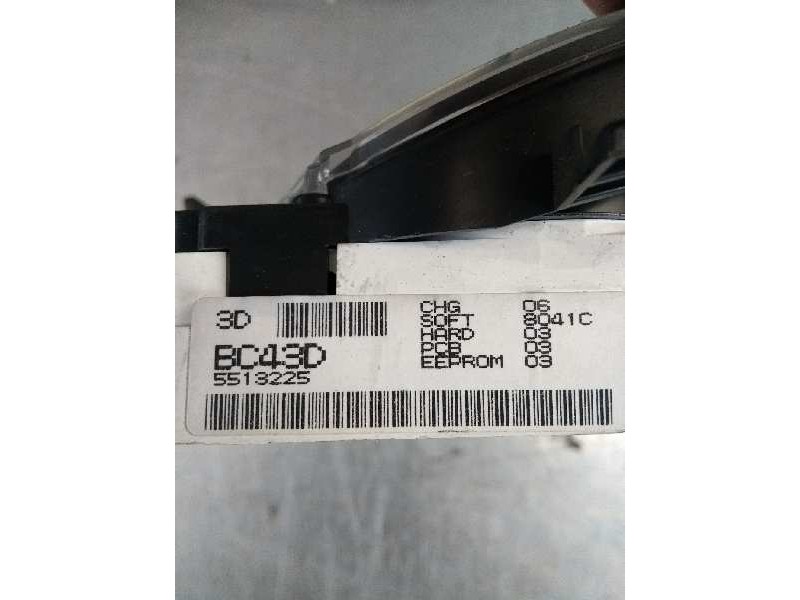 3D
BC43D
5513225
CHG 06
SOFT 8041C
HARD 03
PCB 03
EEPROM 03